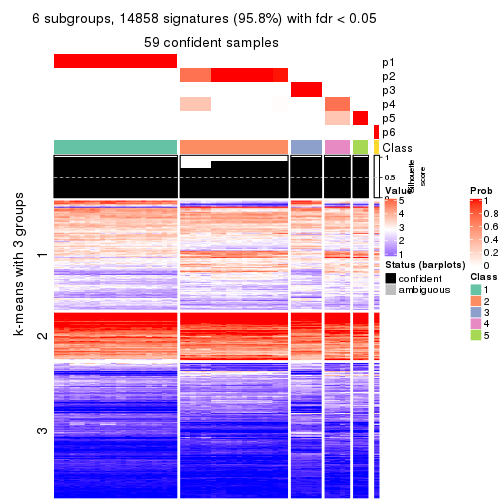 6 subgroups, 14858 signatures (95.8%) with fdr < 0.05
59 confident samples
p1
p2
p3
p4
p5
p6
Class
1
0.5
0
Silhouette
score
k-means with 3 groups
1
2
3
Value
5
4
3
2
1
Status (barplots)
confident
ambiguous
Prob
1
0.8
0.6
0.4
0.2
0
Class
1
2
3
4
5